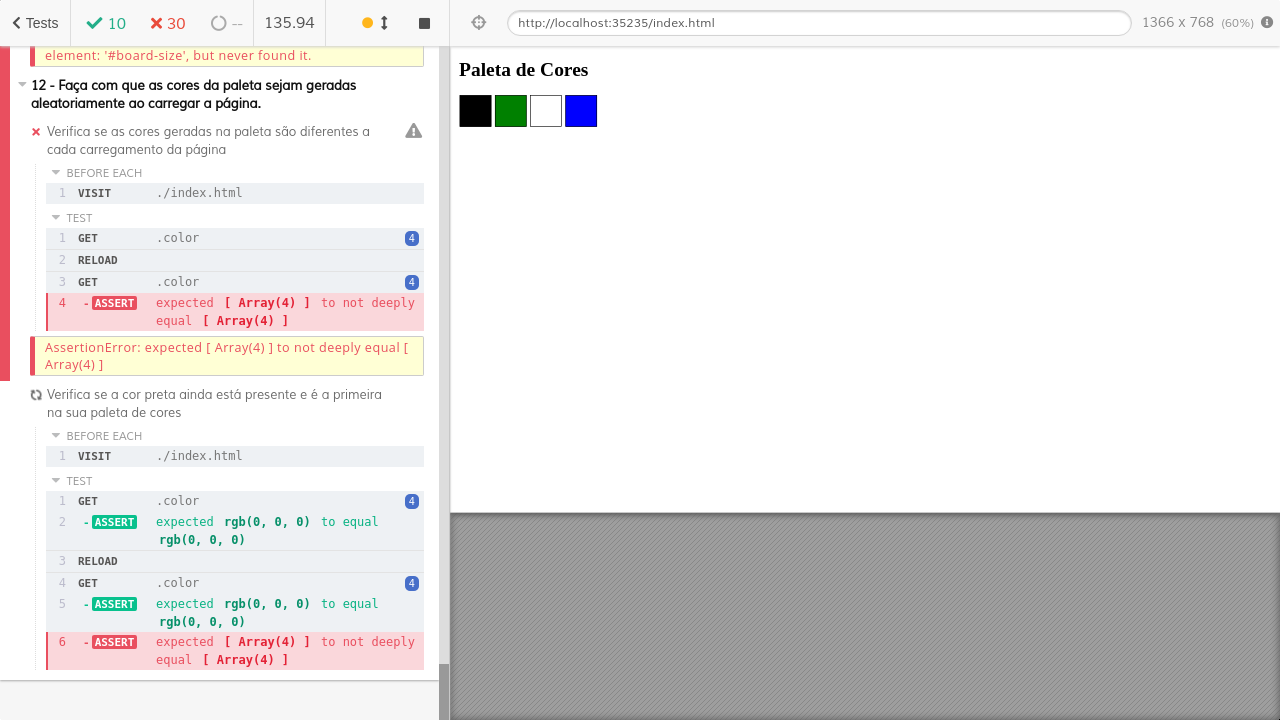 Tests
10
30
--
135.94
http://localhost:35235/index.html
1366 x 768 (60%)
element: '#board-size', but never found it.
12 - Faça com que as cores da paleta sejam geradas
aleatoriamente ao carregar a página.
Verifica se as cores geradas na paleta são diferentes a
cada carregamento da página
BEFORE EACH
1 VISIT ./index.html
TEST
1 GET .color 4
2 RELOAD
3 GET .color 4
4 -ASSERT expected [ Array(4) ] to not deeply
equal [ Array(4) ]
AssertionError: expected [ Array(4) ] to not deeply equal [
Array(4) ]
Verifica se a cor preta ainda está presente e é a primeira
na sua paleta de cores
BEFORE EACH
1 VISIT ./index.html
TEST
1 GET .color 4
2 -ASSERT expected rgb(0, 0, 0) to equal
rgb(0, 0, 0)
3 RELOAD
4 GET .color 4
5 -ASSERT expected rgb(0, 0, 0) to equal
rgb(0, 0, 0)
6 -ASSERT expected [ Array(4) ] to not deeply
equal [ Array(4) ]
Paleta de Cores